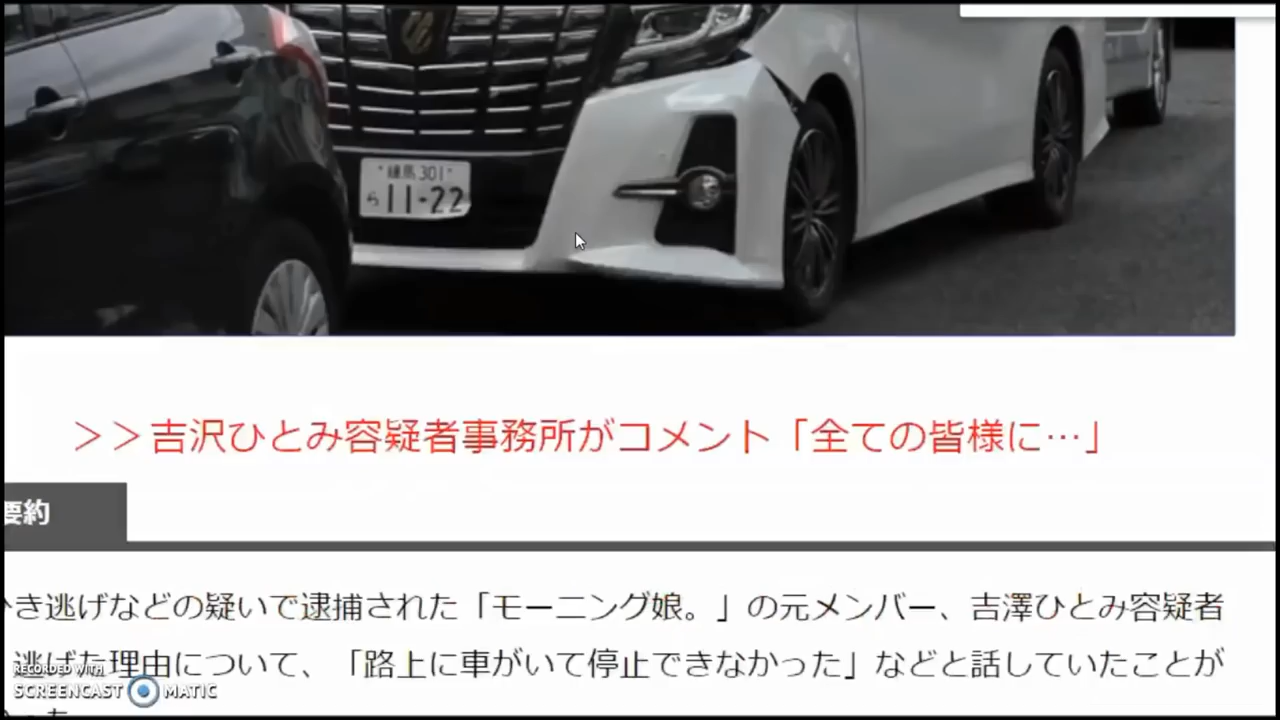 練馬 301
ら 11-22
>>吉沢ひとみ容疑者事務所がコメント「全ての皆様に…」
要約
き逃げなどの疑いで逮捕された「モーニング娘。」の元メンバー、吉澤ひとみ容疑者
逃げた理由について、「路上に車がいて停止できなかった」などと話していたことが
RECORDED WITH
SCREENCAST MATIC